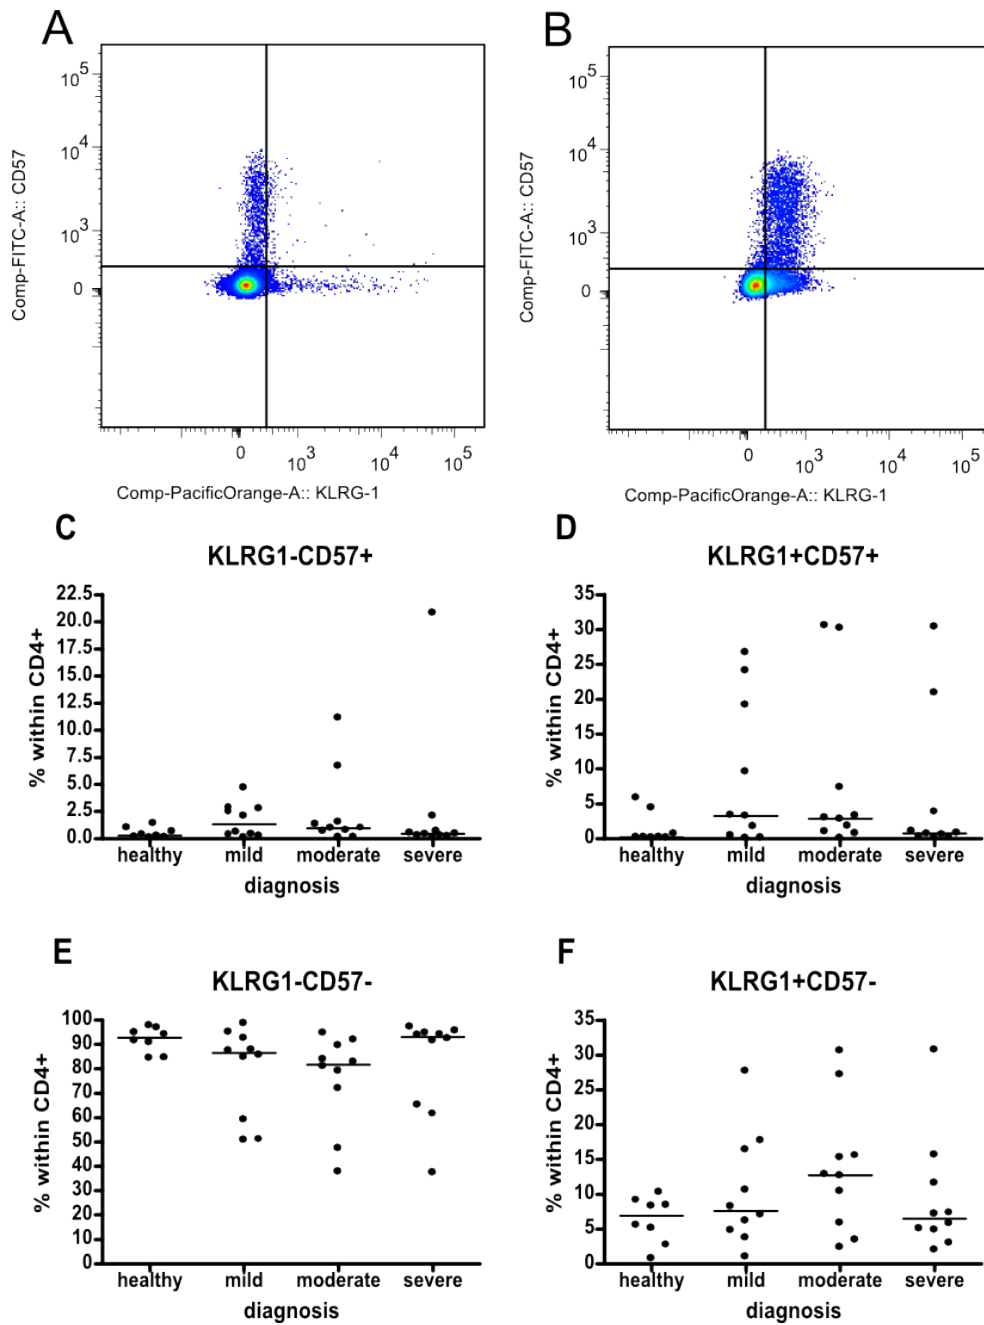 A
B
10^5
10^4
10^3
0
Comp-FITC-A:: CD57
0
10^3
10^4
10^5
Comp-PacificOrange-A:: KLRG-1
10^5
10^4
10^3
0
Comp-FITC-A:: CD57
0
10^3
10^4
10^5
Comp-PacificOrange-A:: KLRG-1
C
KLRG1-CD57+
22.5
20.0
17.5
15.0
12.5
10.0
7.5
5.0
2.5
0.0
% within CD4+
healthy mild moderate severe
diagnosis
D
KLRG1+CD57+
35
30
25
20
15
10
5
0
% within CD4+
healthy mild moderate severe
diagnosis
E
KLRG1-CD57-
100
90
80
70
60
50
40
30
20
10
0
% within CD4+
healthy mild moderate severe
diagnosis
F
KLRG1+CD57-
35
30
25
20
15
10
5
0
% within CD4+
healthy mild moderate severe
diagnosis